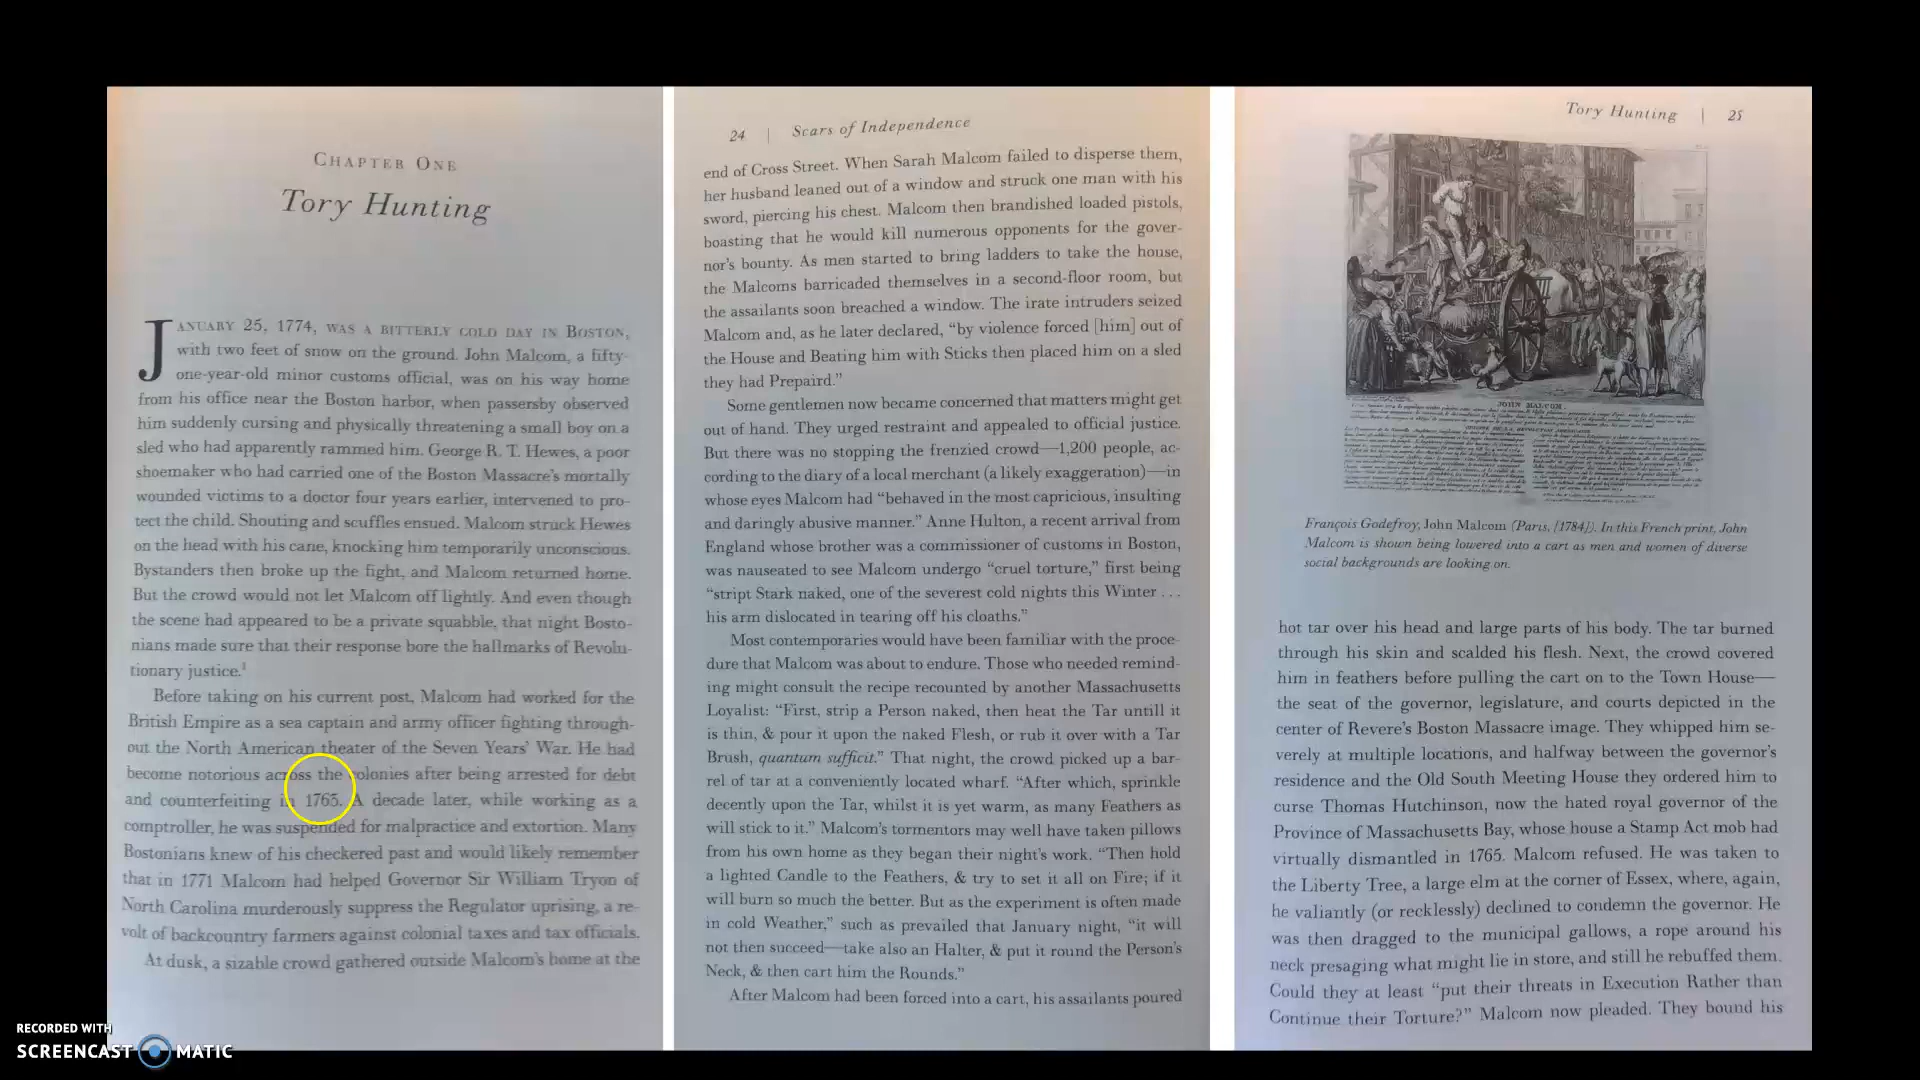 CHAPTER ONE
Tory Hunting
JANUARY 25, 1774, WAS A BITTERLY COLD DAY IN BOSTON,
with two feet of snow on the ground. John Malcom, a fifty-
one-year-old minor customs official, was on his way home
from his office near the Boston harbor, when passersby observed
him suddenly cursing and physically threatening a small boy on a
sled who had apparently rammed him. George R. T. Hewes, a poor
shoemaker who had carried one of the Boston Massacre's mortally
wounded victims to a doctor four years earlier, intervened to pro-
tect the child. Shouting and scuffles ensued. Malcom struck Hewes
on the head with his cane, knocking him temporarily unconscious.
Bystanders then broke up the fight, and Malcom returned home.
But the crowd would not let Malcom off lightly. And even though
the scene had appeared to be a private squabble, that night Bosto-
nians made sure that their response bore the hallmarks of Revolu-
tionary justice.1
Before taking on his current post, Malcom had worked for the
British Empire as a sea captain and army officer fighting through-
out the North American theater of the Seven Years' War. He had
become notorious across the colonies after being arrested for debt
and counterfeiting in 1765. A decade later, while working as a
comptroller, he was suspended for malpractice and extortion. Many
Bostonians knew of his checkered past and would likely remember
that in 1771 Malcom had helped Governor Sir William Tryon of
North Carolina murderously suppress the Regulator uprising, a re-
volt of backcountry farmers against colonial taxes and tax officials.
At dusk, a sizable crowd gathered outside Malcom's home at the
24 | Scars of Independence
end of Cross Street. When Sarah Malcom failed to disperse them,
her husband leaned out of a window and struck one man with his
sword, piercing his chest. Malcom then brandished loaded pistols,
boasting that he would kill numerous opponents for the gover-
nor's bounty. As men started to bring ladders to take the house,
the Malcoms barricaded themselves in a second-floor room, but
the assailants soon breached a window. The irate intruders seized
Malcom and, as he later declared, "by violence forced [him] out of
the House and Beating him with Sticks then placed him on a sled
they had Prepaird."
Some gentlemen now became concerned that matters might get
out of hand. They urged restraint and appealed to official justice.
But there was no stopping the frenzied crowd—1,200 people, ac-
cording to the diary of a local merchant (a likely exaggeration)—in
whose eyes Malcom had "behaved in the most capricious, insulting
and daringly abusive manner." Anne Hulton, a recent arrival from
England whose brother was a commissioner of customs in Boston,
was nauseated to see Malcom undergo "cruel torture," first being
"stript Stark naked, one of the severest cold nights this Winter . . .
his arm dislocated in tearing off his cloaths."
Most contemporaries would have been familiar with the proce-
dure that Malcom was about to endure. Those who needed remind-
ing might consult the recipe recounted by another Massachusetts
Loyalist: "First, strip a Person naked, then heat the Tar untill it
is thin, & pour it upon the naked Flesh, or rub it over with a Tar
Brush, quantum sufficit." That night, the crowd picked up a bar-
rel of tar at a conveniently located wharf. "After which, sprinkle
decently upon the Tar, whilst it is yet warm, as many Feathers as
will stick to it." Malcom's tormentors may well have taken pillows
from his own home as they began their night's work. "Then hold
a lighted Candle to the Feathers, & try to set it all on Fire; if it
will burn so much the better. But as the experiment is often made
in cold Weather," such as prevailed that January night, "it will
not then succeed—take also an Halter, & put it round the Person's
Neck, & then cart him the Rounds."
After Malcom had been forced into a cart, his assailants poured
Tory Hunting | 25
JOHN MALCOM.
François Godefroy, John Malcom (Paris, [1784]). In this French print, John
Malcom is shown being lowered into a cart as men and women of diverse
social backgrounds are looking on.
hot tar over his head and large parts of his body. The tar burned
through his skin and scalded his flesh. Next, the crowd covered
him in feathers before pulling the cart on to the Town House—
the seat of the governor, legislature, and courts depicted in the
center of Revere's Boston Massacre image. They whipped him se-
verely at multiple locations, and halfway between the governor's
residence and the Old South Meeting House they ordered him to
curse Thomas Hutchinson, now the hated royal governor of the
Province of Massachusetts Bay, whose house a Stamp Act mob had
virtually dismantled in 1765. Malcom refused. He was taken to
the Liberty Tree, a large elm at the corner of Essex, where, again,
he valiantly (or recklessly) declined to condemn the governor. He
was then dragged to the municipal gallows, a rope around his
neck presaging what might lie in store, and still he rebuffed them.
Could they at least "put their threats in Execution Rather than
Continue their Torture?" Malcom now pleaded. They bound his
RECORDED WITH
SCREENCAST MATIC